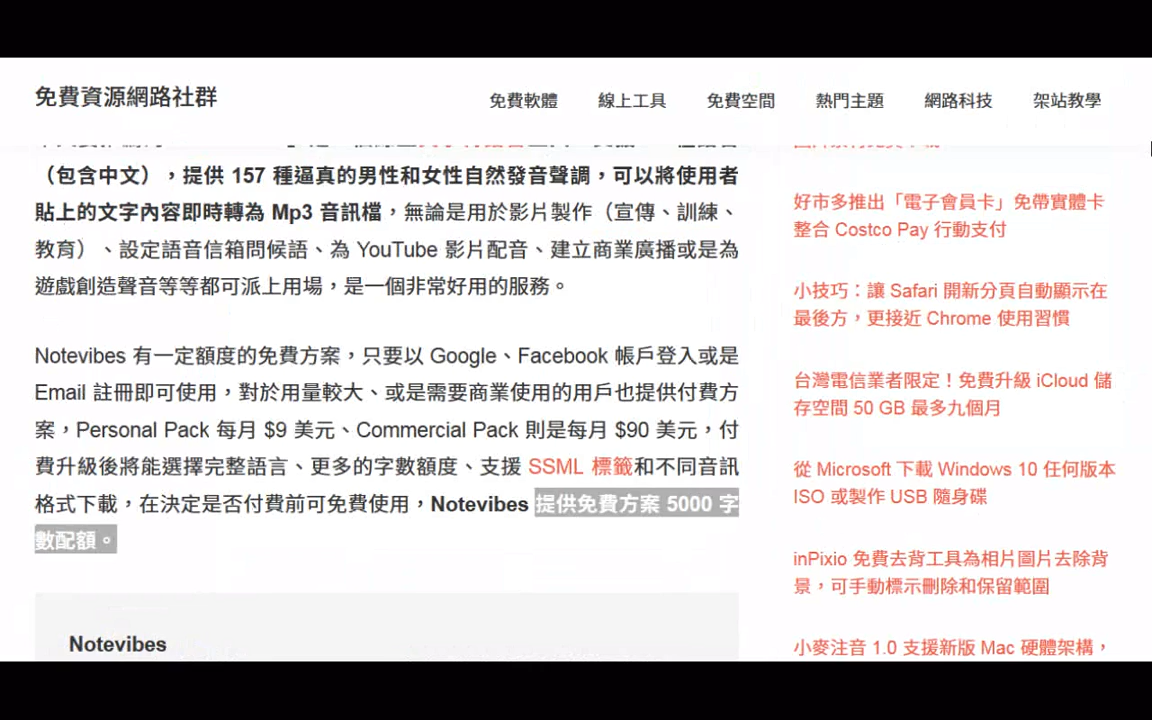 免費資源網路社群
免費軟體
線上工具
免費空間
熱門主題
網路科技
架站教學
（包含中文），提供 157 種逼真的男性和女性自然發音聲調，可以將使用者
貼上的文字內容即時轉為 Mp3 音訊檔，無論是用於影片製作（宣傳、訓練、
教育）、設定語音信箱問候語、為 YouTube 影片配音、建立商業廣播或是為
遊戲創造聲音等等都可派上用場，是一個非常好用的服務。
Notevibes 有一定額度的免費方案，只要以 Google、Facebook 帳戶登入或是
Email 註冊即可使用，對於用量較大、或是需要商業使用的用戶也提供付費方
案，Personal Pack 每月 $9 美元、Commercial Pack 則是每月 $90 美元，付
費升級後將能選擇完整語言、更多的字數額度、支援 SSML 標籤和不同音訊
格式下載，在決定是否付費前可免費使用，Notevibes 提供免費方案 5000 字
數配額。
Notevibes
好市多推出「電子會員卡」免帶實體卡
整合 Costco Pay 行動支付
小技巧：讓 Safari 開新分頁自動顯示在
最後方，更接近 Chrome 使用習慣
台灣電信業者限定！免費升級 iCloud 儲
存空間 50 GB 最多九個月
從 Microsoft 下載 Windows 10 任何版本
ISO 或製作 USB 隨身碟
inPixio 免費去背工具為相片圖片去除背
景，可手動標示刪除和保留範圍
小麥注音 1.0 支援新版 Mac 硬體架構，